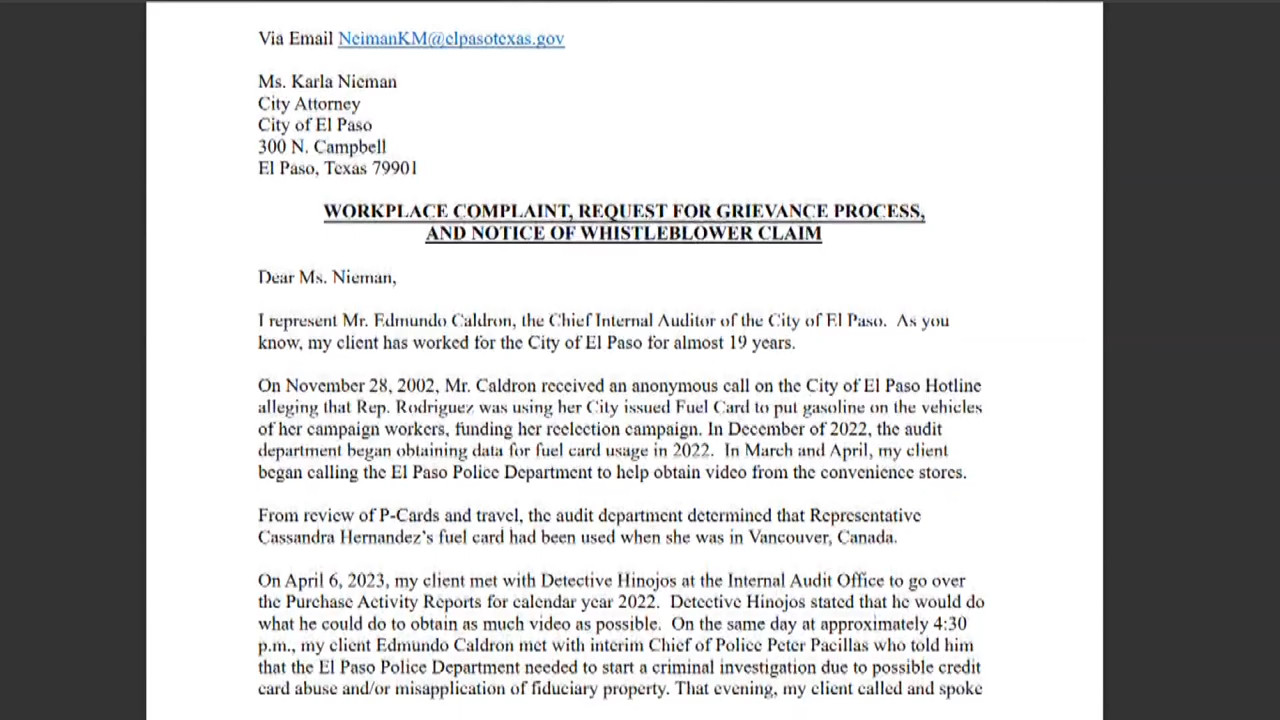 Via Email NeimanKM@elpasotexas.gov
Ms. Karla Nieman
City Attorney
City of El Paso
300 N. Campbell
El Paso, Texas 79901
WORKPLACE COMPLAINT, REQUEST FOR GRIEVANCE PROCESS,
AND NOTICE OF WHISTLEBLOWER CLAIM
Dear Ms. Nieman,
I represent Mr. Edmundo Caldron, the Chief Internal Auditor of the City of El Paso.  As you
know, my client has worked for the City of El Paso for almost 19 years.
On November 28, 2002, Mr. Caldron received an anonymous call on the City of El Paso Hotline
alleging that Rep. Rodriguez was using her City issued Fuel Card to put gasoline on the vehicles
of her campaign workers, funding her reelection campaign. In December of 2022, the audit
department began obtaining data for fuel card usage in 2022.  In March and April, my client
began calling the El Paso Police Department to help obtain video from the convenience stores.
From review of P-Cards and travel, the audit department determined that Representative
Cassandra Hernandez's fuel card had been used when she was in Vancouver, Canada.
On April 6, 2023, my client met with Detective Hinojos at the Internal Audit Office to go over
the Purchase Activity Reports for calendar year 2022.  Detective Hinojos stated that he would do
what he could do to obtain as much video as possible.  On the same day at approximately 4:30
p.m., my client Edmundo Caldron met with interim Chief of Police Peter Pacillas who told him
that the El Paso Police Department needed to start a criminal investigation due to possible credit
card abuse and/or misapplication of fiduciary property. That evening, my client called and spoke